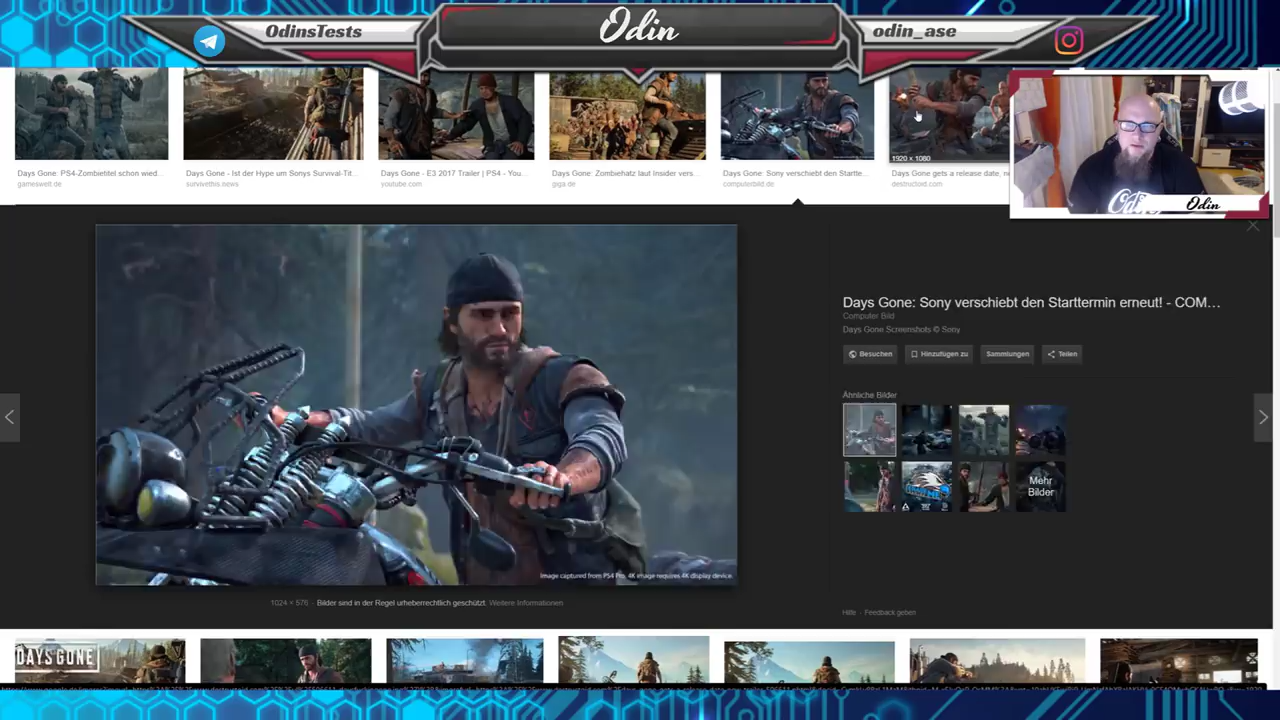 OdinsTests
Odin
odin_ase
Days Gone: PS4-Zombietitel schon wied...
gameswelt.de
Days Gone - Ist der Hype um Sonys Survival-Tit...
survivethis.news
Days Gone - E3 2017 Trailer | PS4 - You...
youtube.com
Days Gone: Zombiehatz laut Insider vers...
giga.de
Days Gone: Sony verschiebt den Startte...
computerbild.de
1920 x 1080
Days Gone gets a release date,
destructoid.com
Odin
Days Gone: Sony verschiebt den Starttermin erneut! - COM...
Computer Bild
Days Gone Screenshots © Sony
Besuchen
Hinzufügen zu
Sammlungen
Teilen
Ähnliche Bilder
Mehr
Bilder
Image captured from PS4 Pro. 4K image requires 4K display device.
1024 × 576 - Bilder sind in der Regel urheberrechtlich geschützt. Weitere Informationen
Hilfe - Feedback geben
DAYS GONE